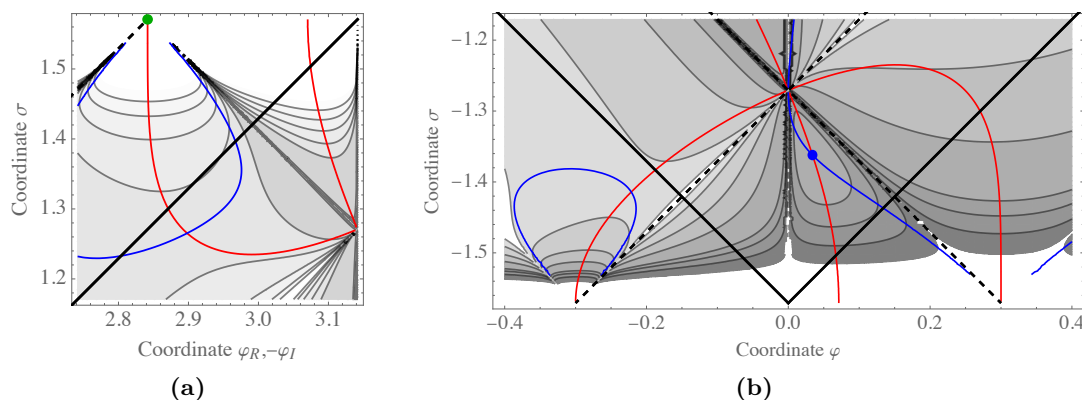 1.5
1.4
1.3
1.2
Coordinate σ
2.8
2.9
3.0
3.1
Coordinate φ_R,−φ_I
(a)
−1.2
−1.3
−1.4
−1.5
Coordinate σ
−0.4
−0.2
0.0
0.2
0.4
Coordinate φ
(b)